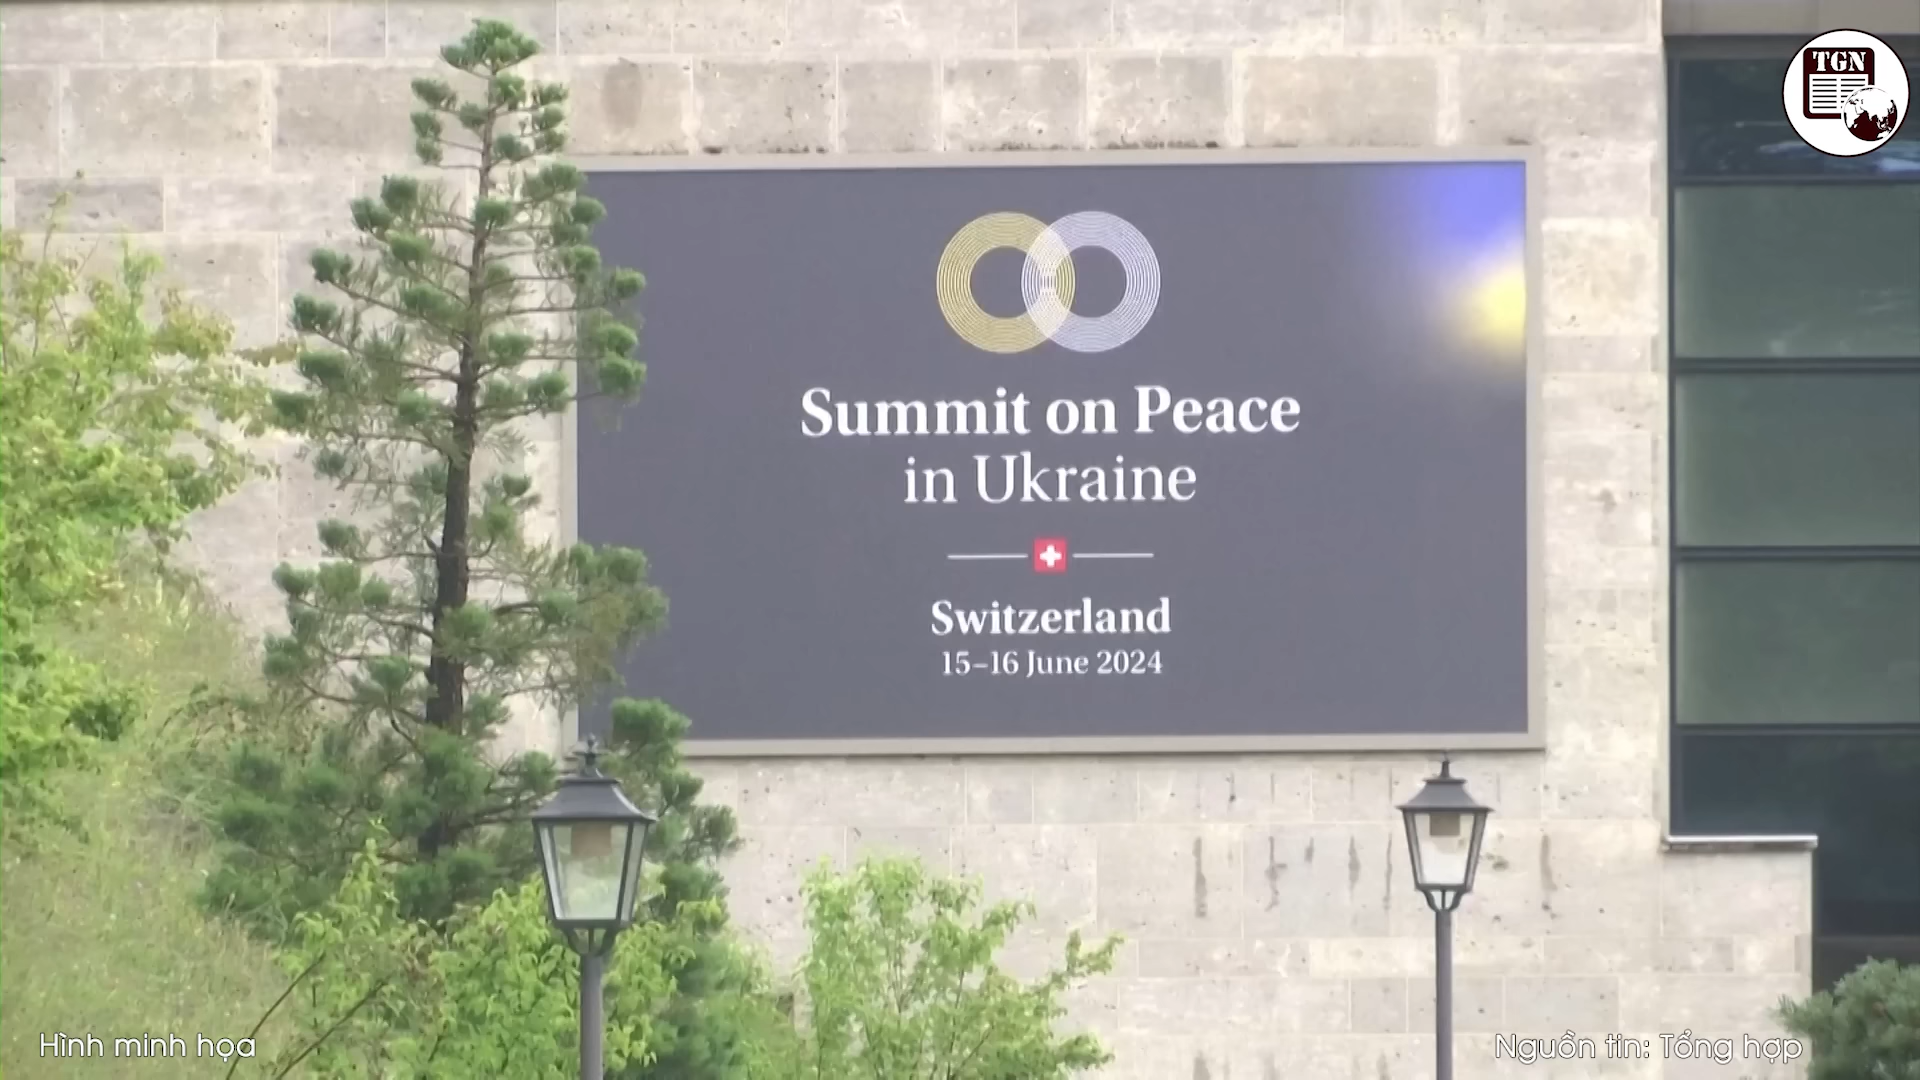 TGN
Summit on Peace
in Ukraine
Switzerland
15–16 June 2024
Hình minh họa
Nguồn tin: Tổng hợp